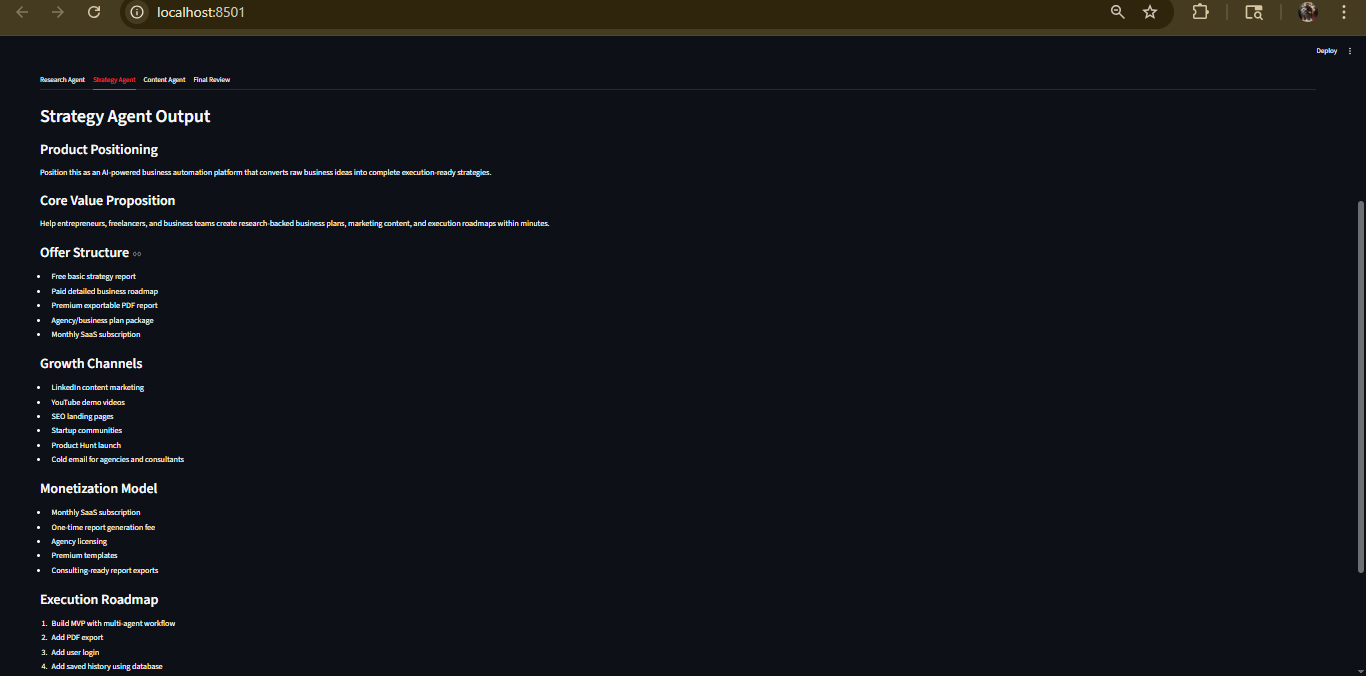 localhost:8501
Deploy
Research Agent Strategy Agent Content Agent Final Review
Strategy Agent Output
Product Positioning
Position this as an AI-powered business automation platform that converts raw business ideas into complete execution-ready strategies.
Core Value Proposition
Help entrepreneurs, freelancers, and business teams create research-backed business plans, marketing content, and execution roadmaps within minutes.
Offer Structure
• Free basic strategy report
• Paid detailed business roadmap
• Premium exportable PDF report
• Agency/business plan package
• Monthly SaaS subscription
Growth Channels
• LinkedIn content marketing
• YouTube demo videos
• SEO landing pages
• Startup communities
• Product Hunt launch
• Cold email for agencies and consultants
Monetization Model
• Monthly SaaS subscription
• One-time report generation fee
• Agency licensing
• Premium templates
• Consulting-ready report exports
Execution Roadmap
1. Build MVP with multi-agent workflow
2. Add PDF export
3. Add user login
4. Add saved history using database